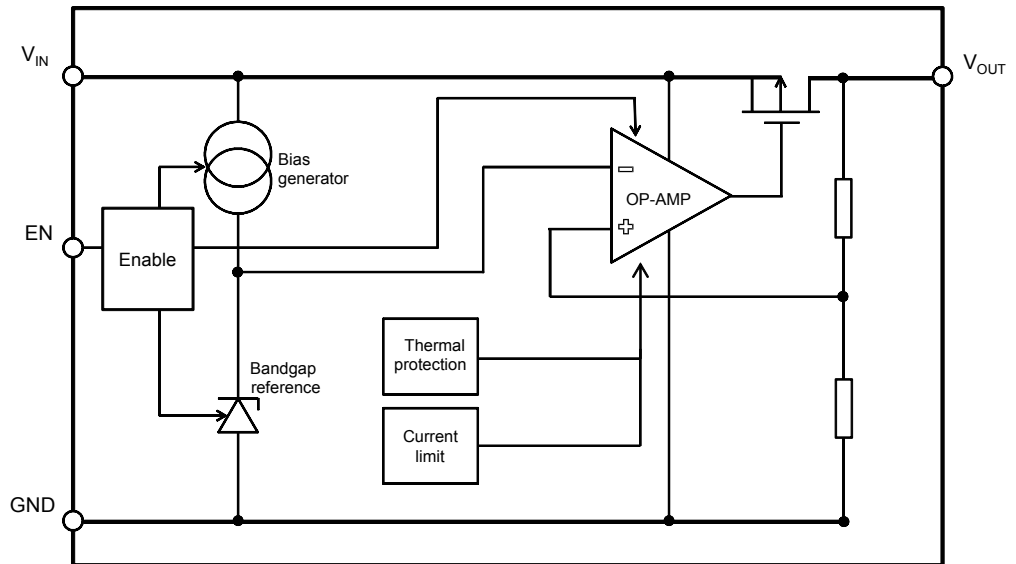 V_IN
V_OUT
Bias
generator
OP-AMP
EN
Enable
Thermal
protection
Bandgap
reference
Current
limit
GND